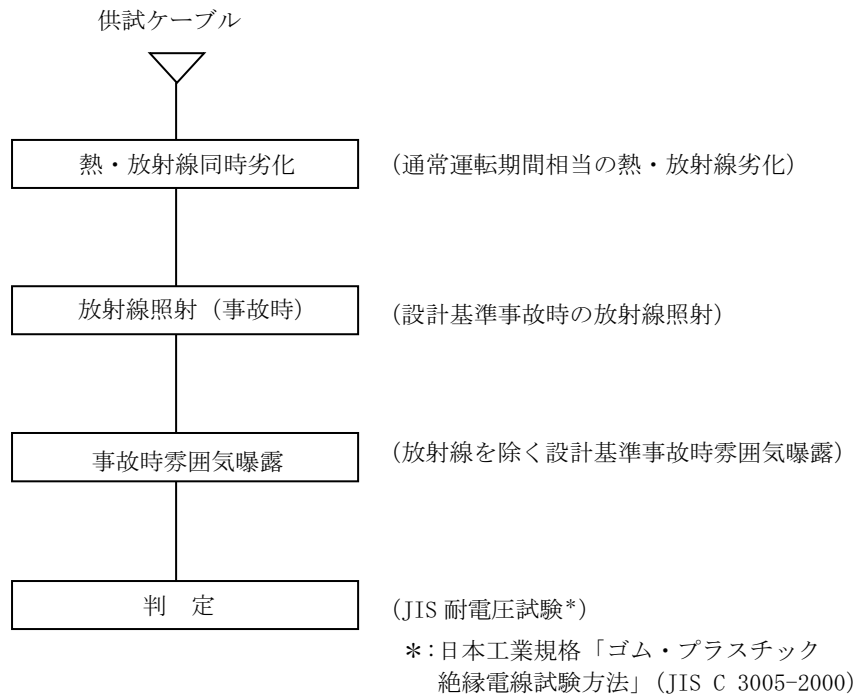 供試ケーブル
熱・放射線同時劣化
(通常運転期間相当の熱・放射線劣化)
放射線照射(事故時)
(設計基準事故時の放射線照射)
事故時雰囲気曝露
(放射線を除く設計基準事故時雰囲気曝露)
判 定
(JIS 耐電圧試験*)
*:日本工業規格「ゴム・プラスチック
絶縁電線試験方法」(JIS C 3005-2000)